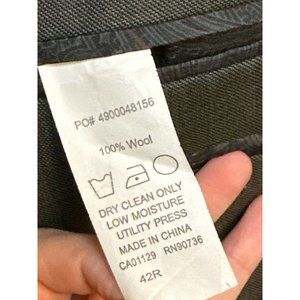 PO# 4900048156
100% Wool
DRY CLEAN ONLY
LOW MOISTURE
UTILITY PRESS
MADE IN CHINA
CA01129 RN90736
42R